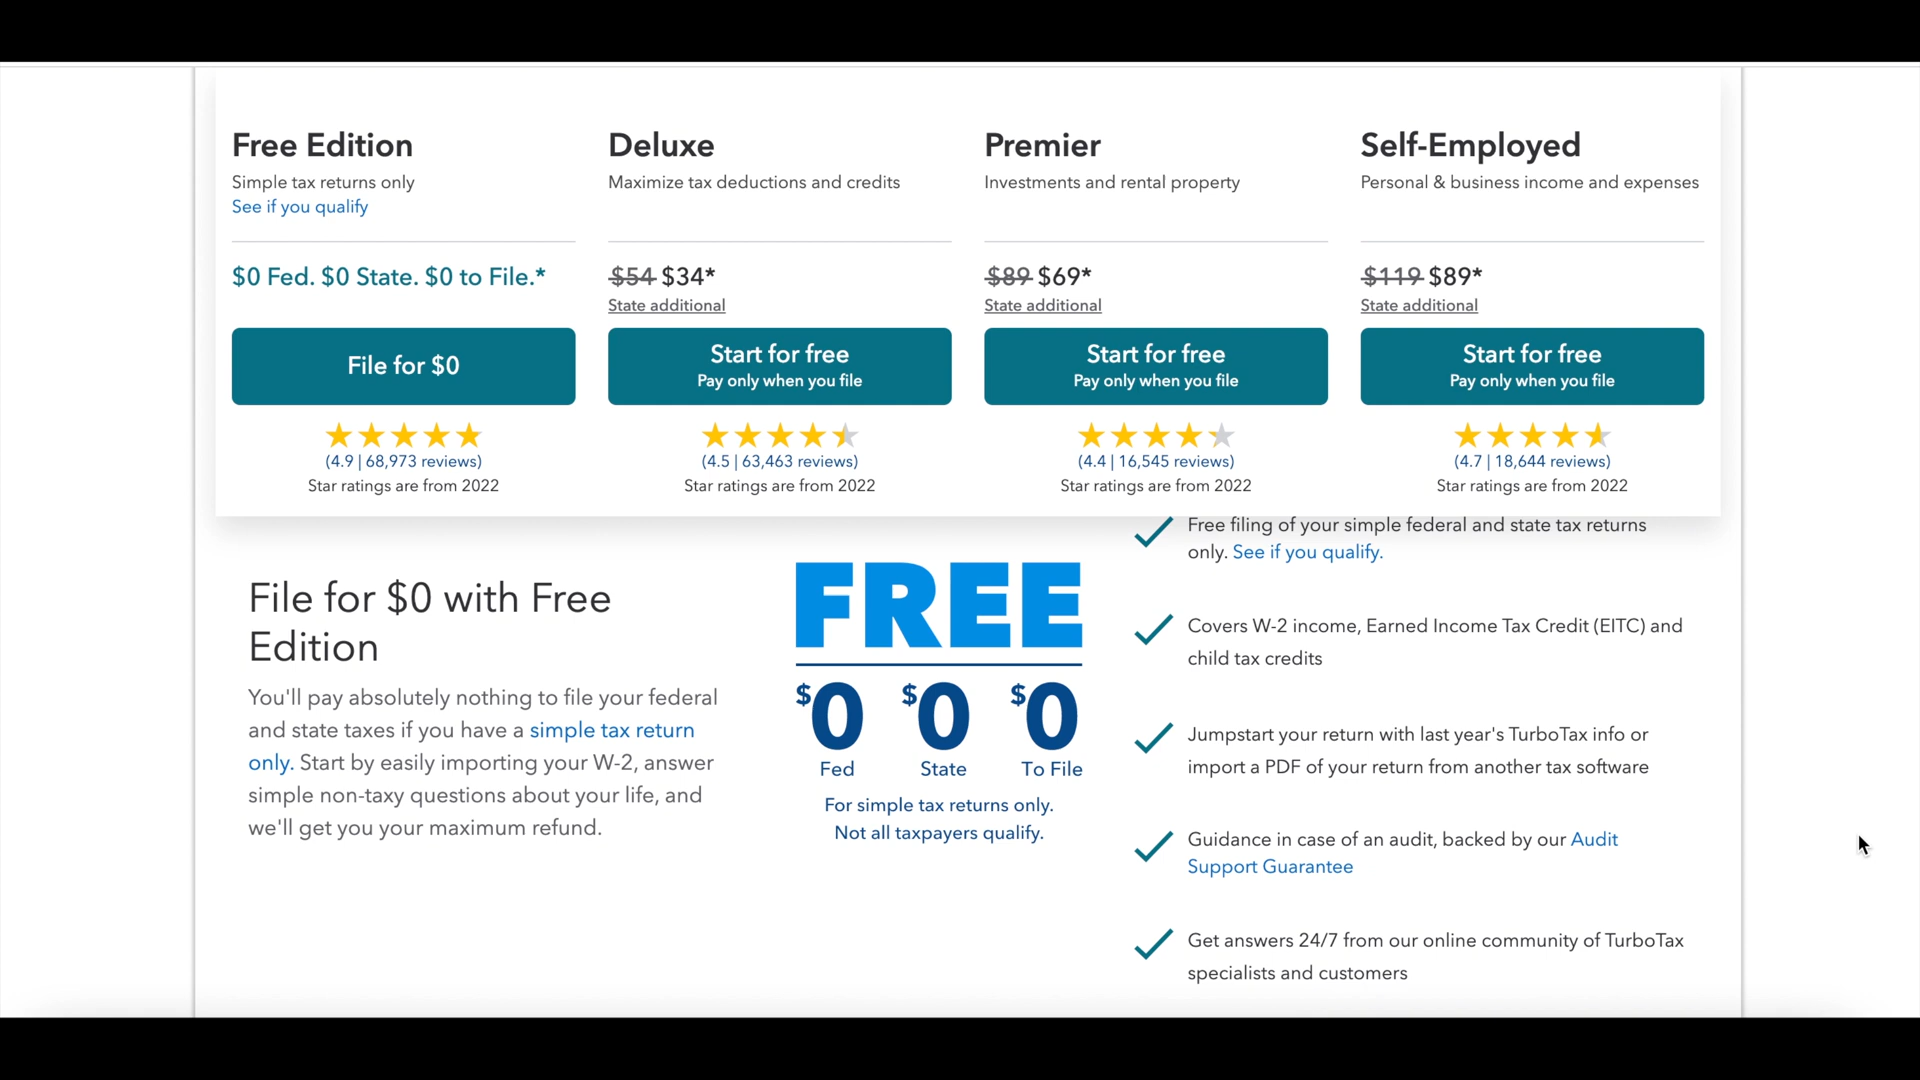 Free Edition
Simple tax returns only
See if you qualify
$0 Fed. $0 State. $0 to File.*
File for $0
(4.9 | 68,973 reviews)
Star ratings are from 2022
Deluxe
Maximize tax deductions and credits
$54 $34*
State additional
Start for free
Pay only when you file
(4.5 | 63,463 reviews)
Star ratings are from 2022
Premier
Investments and rental property
$89 $69*
State additional
Start for free
Pay only when you file
(4.4 | 16,545 reviews)
Star ratings are from 2022
Self-Employed
Personal & business income and expenses
$119 $89*
State additional
Start for free
Pay only when you file
(4.7 | 18,644 reviews)
Star ratings are from 2022
File for $0 with Free
Edition
You'll pay absolutely nothing to file your federal
and state taxes if you have a simple tax return
only. Start by easily importing your W-2, answer
simple non-taxy questions about your life, and
we'll get you your maximum refund.
FREE
$0 $0 $0
Fed State To File
For simple tax returns only.
Not all taxpayers qualify.
Free filing of your simple federal and state tax returns
only. See if you qualify.
Covers W-2 income, Earned Income Tax Credit (EITC) and
child tax credits
Jumpstart your return with last year's TurboTax info or
import a PDF of your return from another tax software
Guidance in case of an audit, backed by our Audit
Support Guarantee
Get answers 24/7 from our online community of TurboTax
specialists and customers